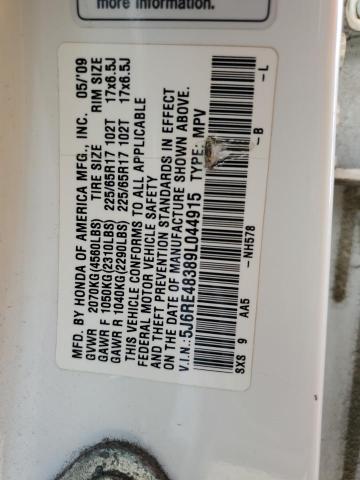 more information.
MFD. BY HONDA OF AMERICA MFG., INC. 05/'09
GVWR 2070KG(4560LBS) TIRE SIZE RIM SIZE
GAWR F 1050KG(2310LBS) 225/65R17 102T 17x6.5J
GAWR R 1040KG(2290LBS) 225/65R17 102T 17x6.5J
THIS VEHICLE CONFORMS TO ALL APPLICABLE
FEDERAL MOTOR VEHICLE SAFETY
AND THEFT PREVENTION STANDARDS IN EFFECT
ON THE DATE OF MANUFACTURE SHOWN ABOVE.
V.I.N.: 5J6RE48389L044915 TYPE: MPV
-NH578 -B -L
SXS 9 AA5